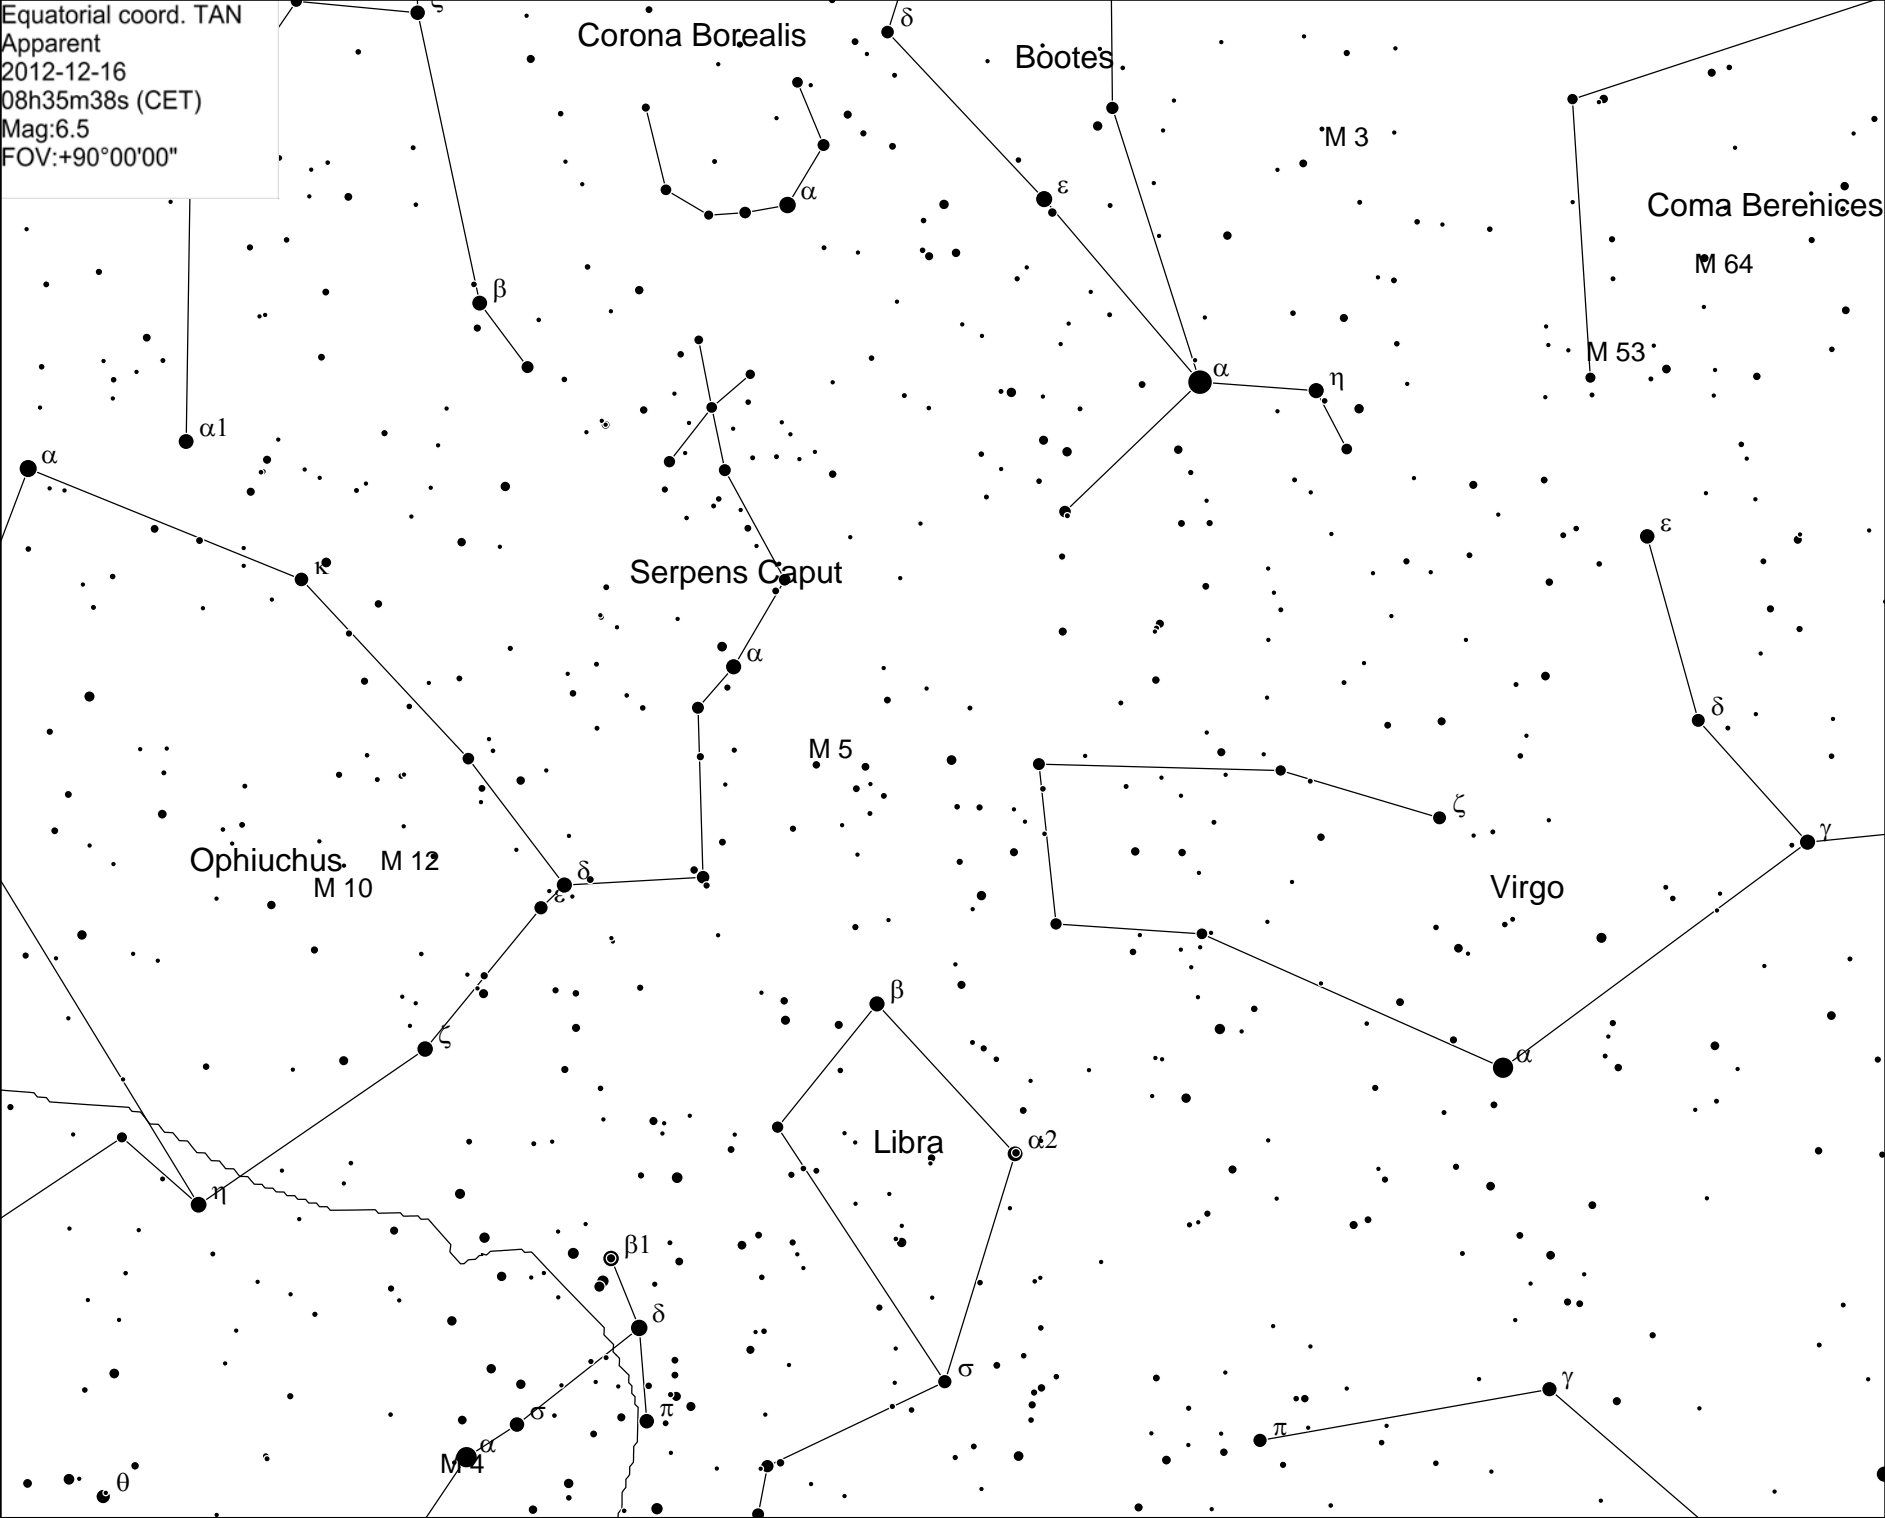 Equatorial coord. TAN
Apparent
2012-12-16
08h35m38s (CET)
Mag:6.5
FOV:+90°00'00"
ζ
Corona Borealis
δ
Bootes
M 3
α
ε
Coma Berenices
M 64
β
M 53
α
η
α1
α
ε
κ
Serpens Caput
α
δ
M 5
ζ
γ
Ophiuchus
M 12
M 10
δ
ε
Virgo
β
ζ
α
Libra
α2
η
β1
δ
σ
γ
σ
π
π
α
M 4
θ